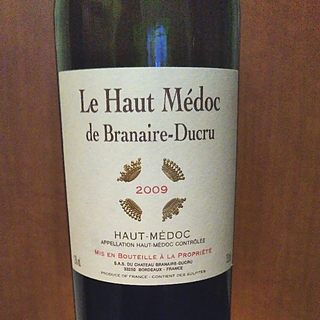 Le Haut Médoc
de Branaire-Ducru
2009
HAUT-MÉDOC
APPELLATION HAUT-MÉDOC CONTRÔLÉE
MIS EN BOUTEILLE À LA PROPRIÉTÉ
S.A.S. DU CHATEAU BRANAIRE-DUCRU
33250 BORDEAUX - FRANCE
PRODUCE OF FRANCE - CONTIENT DES SULFITES